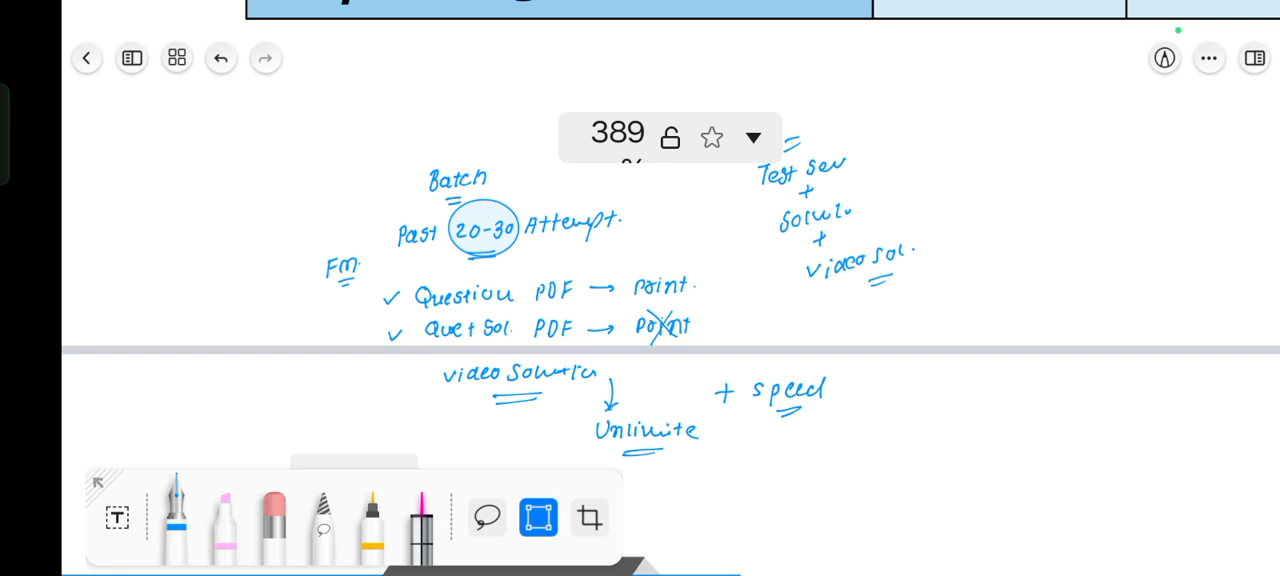 389
%
Batch
Past 20-30 Attempt.
FM.
✓ Question PDF → Print.
✓ Que + Sol. PDF → Print
Video Solution
↓
Unlimite
+ Speed
=
Test Ser
+
Solu
+
Video Sol.
T